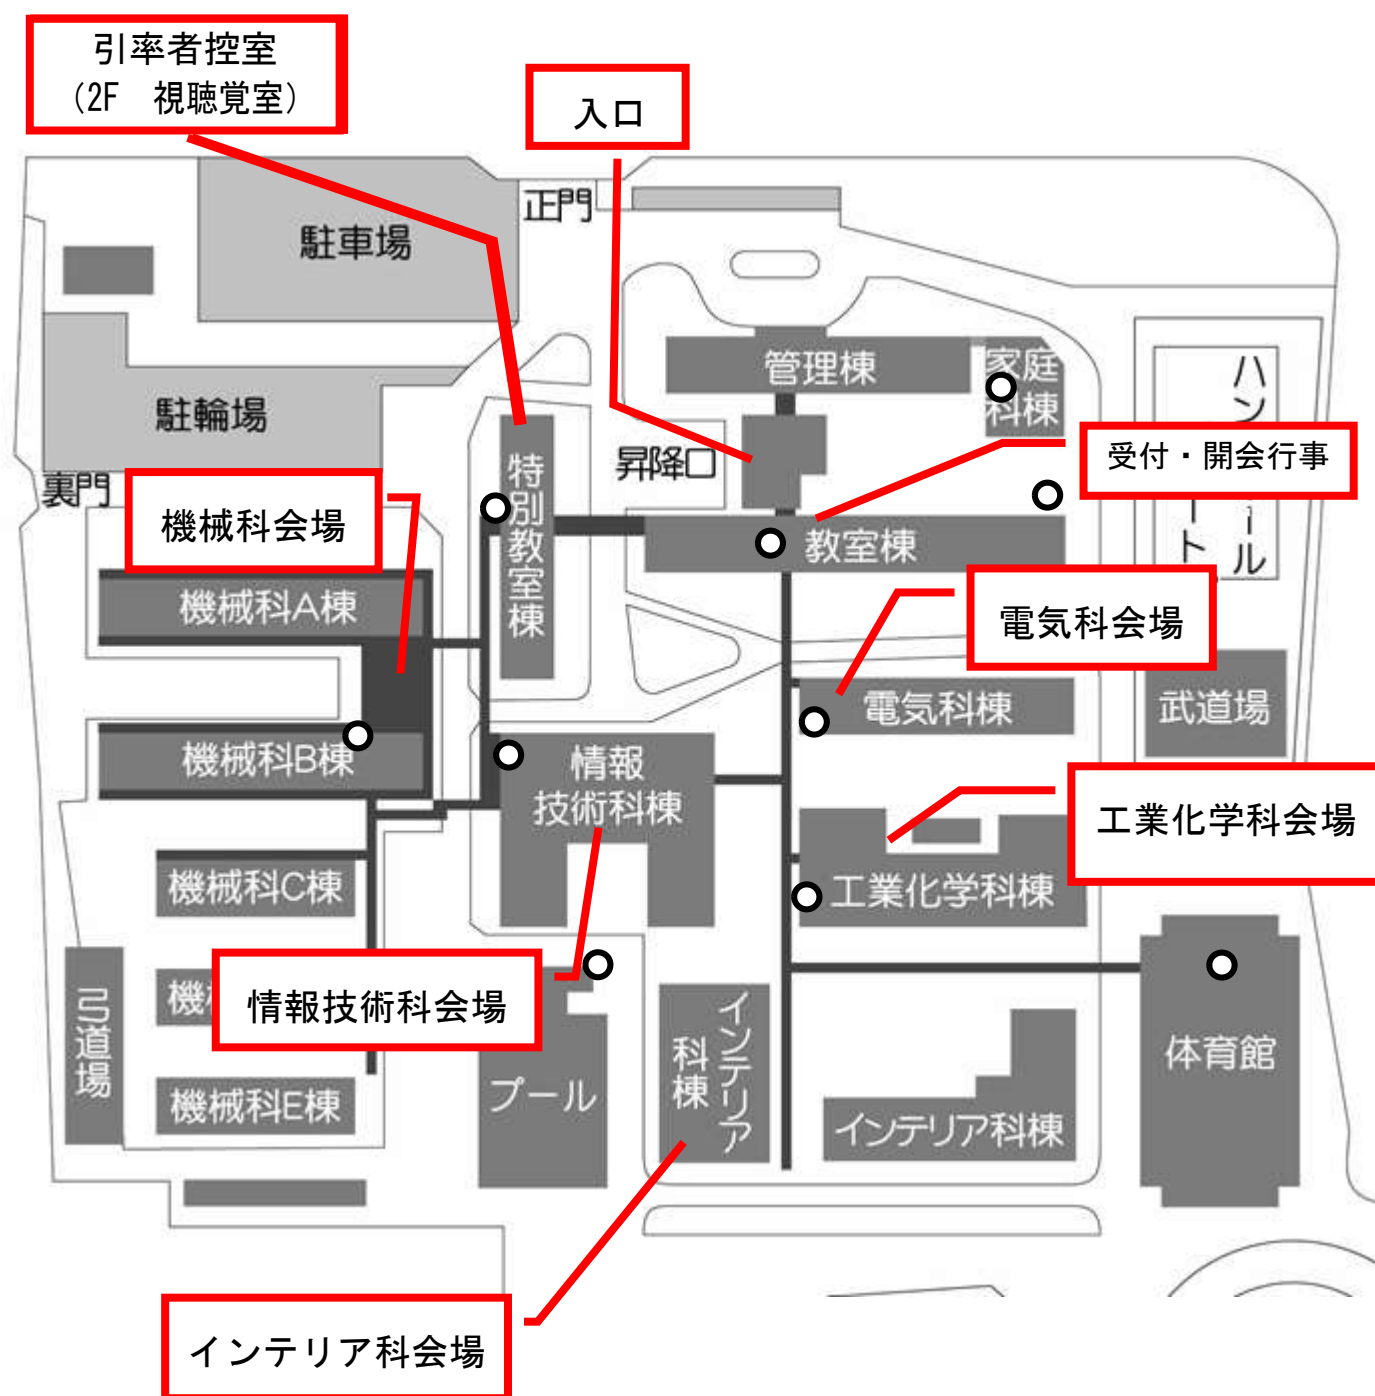 引率者控室
(2F 視聴覚室)
入口
正門
駐車場
管理棟
家庭
科棟
ハン
駐輪場
昇降口
受付・開会行事
裏門
機械科会場
特別教室棟
教室棟
ール
ート
機械科A棟
電気科会場
電気科棟
武道場
機械科B棟
情報
技術科棟
工業化学科会場
機械科C棟
工業化学科棟
機
情報技術科会場
弓道場
インテリア
科棟
体育館
プール
機械科E棟
インテリア科棟
インテリア科会場